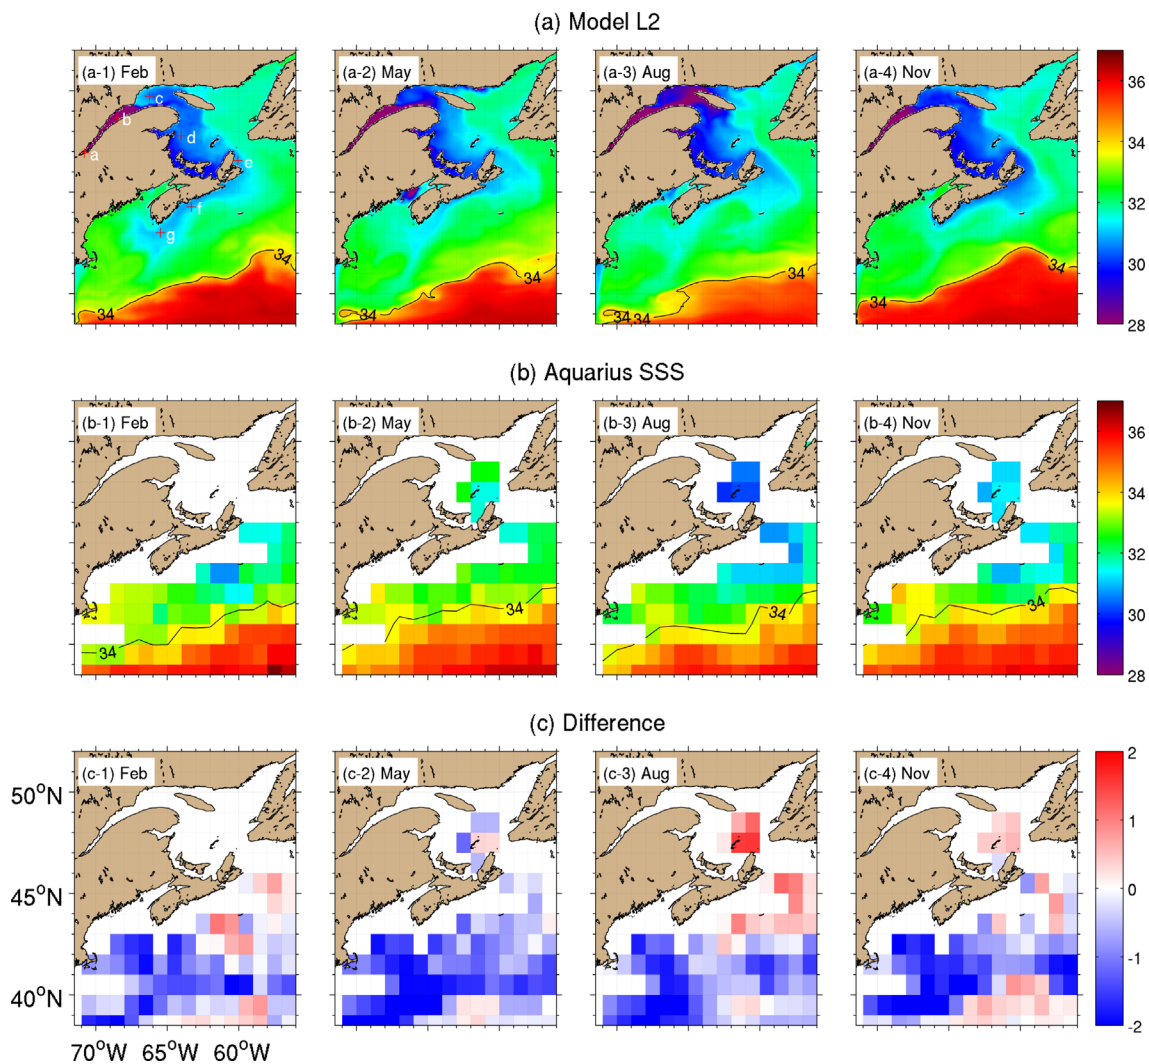 (a) Model L2
(a-1) Feb
(a-2) May
(a-3) Aug
(a-4) Nov
a
b
c
d
e
f
g
34
34
34
34
34
34
34
34
34
34
36
34
32
30
28
(b) Aquarius SSS
(b-1) Feb
(b-2) May
(b-3) Aug
(b-4) Nov
34
34
34
34
36
34
32
30
28
(c) Difference
(c-1) Feb
(c-2) May
(c-3) Aug
(c-4) Nov
50°N
45°N
40°N
70°W 65°W 60°W
2
1
0
-1
-2